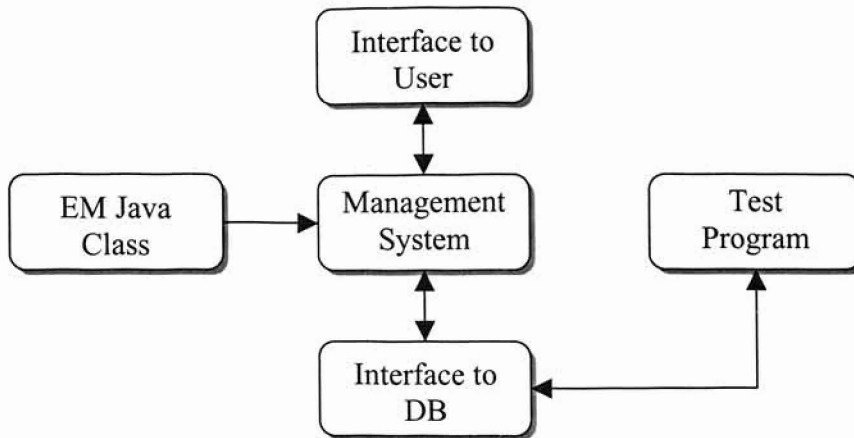 Interface to
User
EM Java
Class
Management
System
Test
Program
Interface to
DB